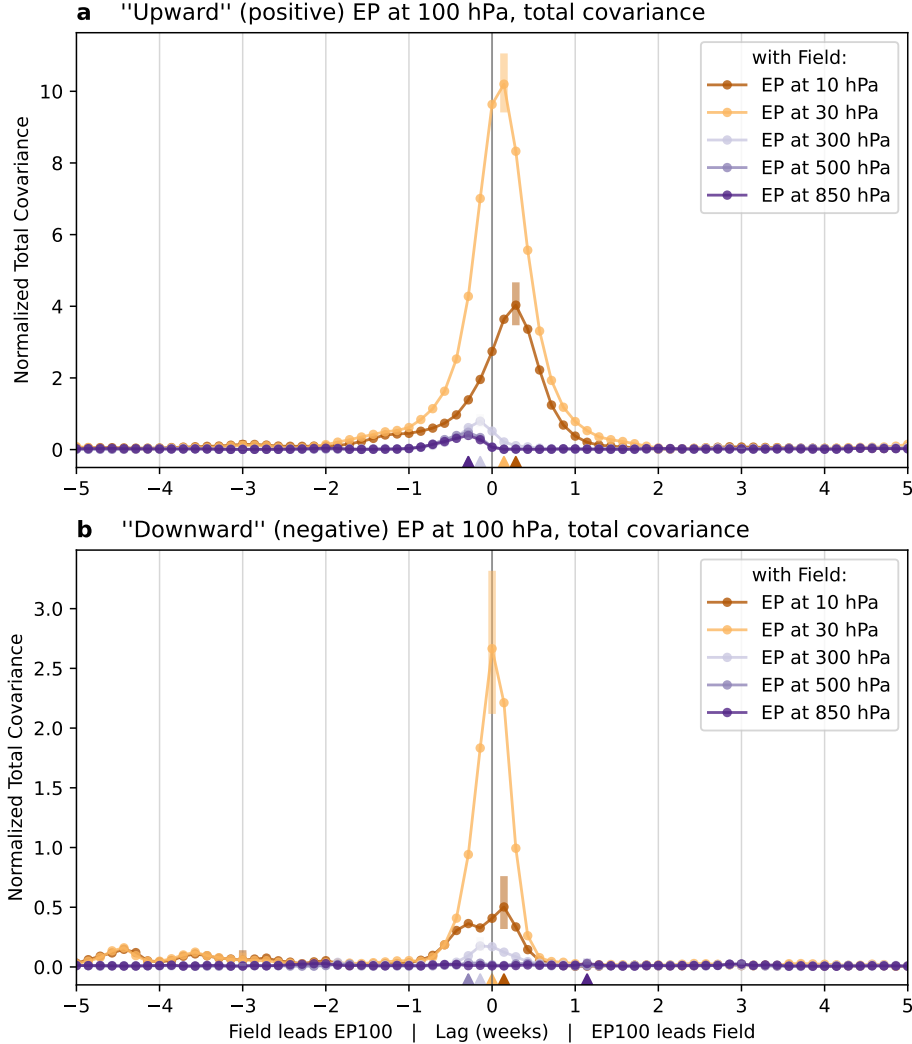 a ''Upward'' (positive) EP at 100 hPa, total covariance
Normalized Total Covariance
10
8
6
4
2
0
with Field:
EP at 10 hPa
EP at 30 hPa
EP at 300 hPa
EP at 500 hPa
EP at 850 hPa
−5 −4 −3 −2 −1 0 1 2 3 4 5
b ''Downward'' (negative) EP at 100 hPa, total covariance
Normalized Total Covariance
3.0
2.5
2.0
1.5
1.0
0.5
0.0
with Field:
EP at 10 hPa
EP at 30 hPa
EP at 300 hPa
EP at 500 hPa
EP at 850 hPa
−5 −4 −3 −2 −1 0 1 2 3 4 5
Field leads EP100 | Lag (weeks) | EP100 leads Field